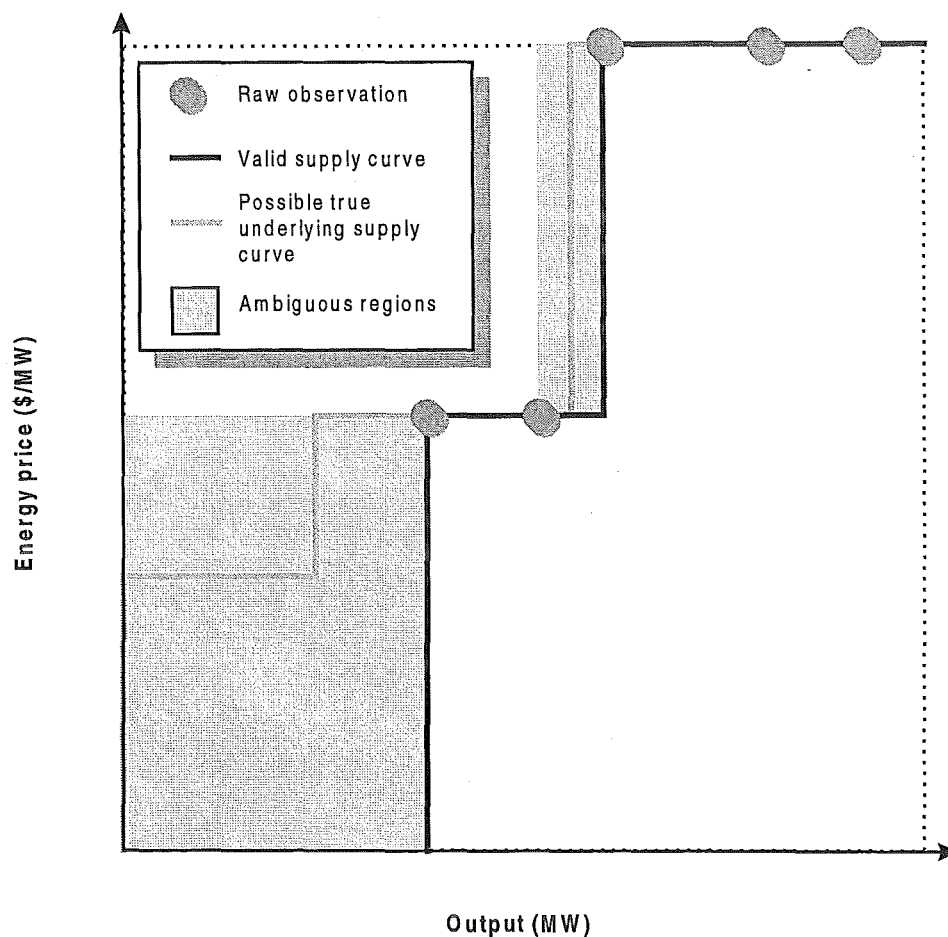 Raw observation
Valid supply curve
Possible true
underlying supply
curve
Ambiguous regions
Energy price ($/MW)
Output (MW)